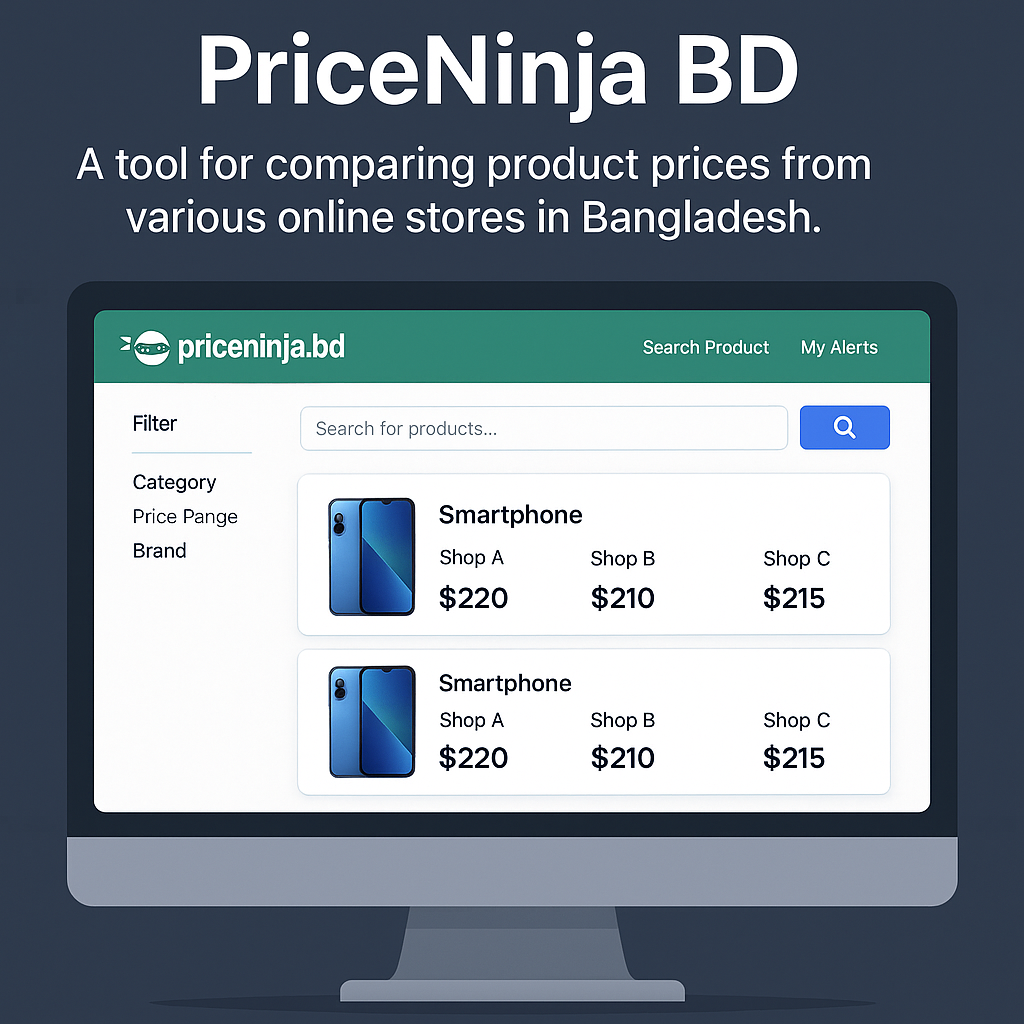 PriceNinja BD
A tool for comparing product prices from
various online stores in Bangladesh.
priceninja.bd
Search Product
My Alerts
Filter
Category
Price Pange
Brand
Search for products...
Smartphone
Shop A
Shop B
Shop C
$220
$210
$215
Smartphone
Shop A
Shop B
Shop C
$220
$210
$215